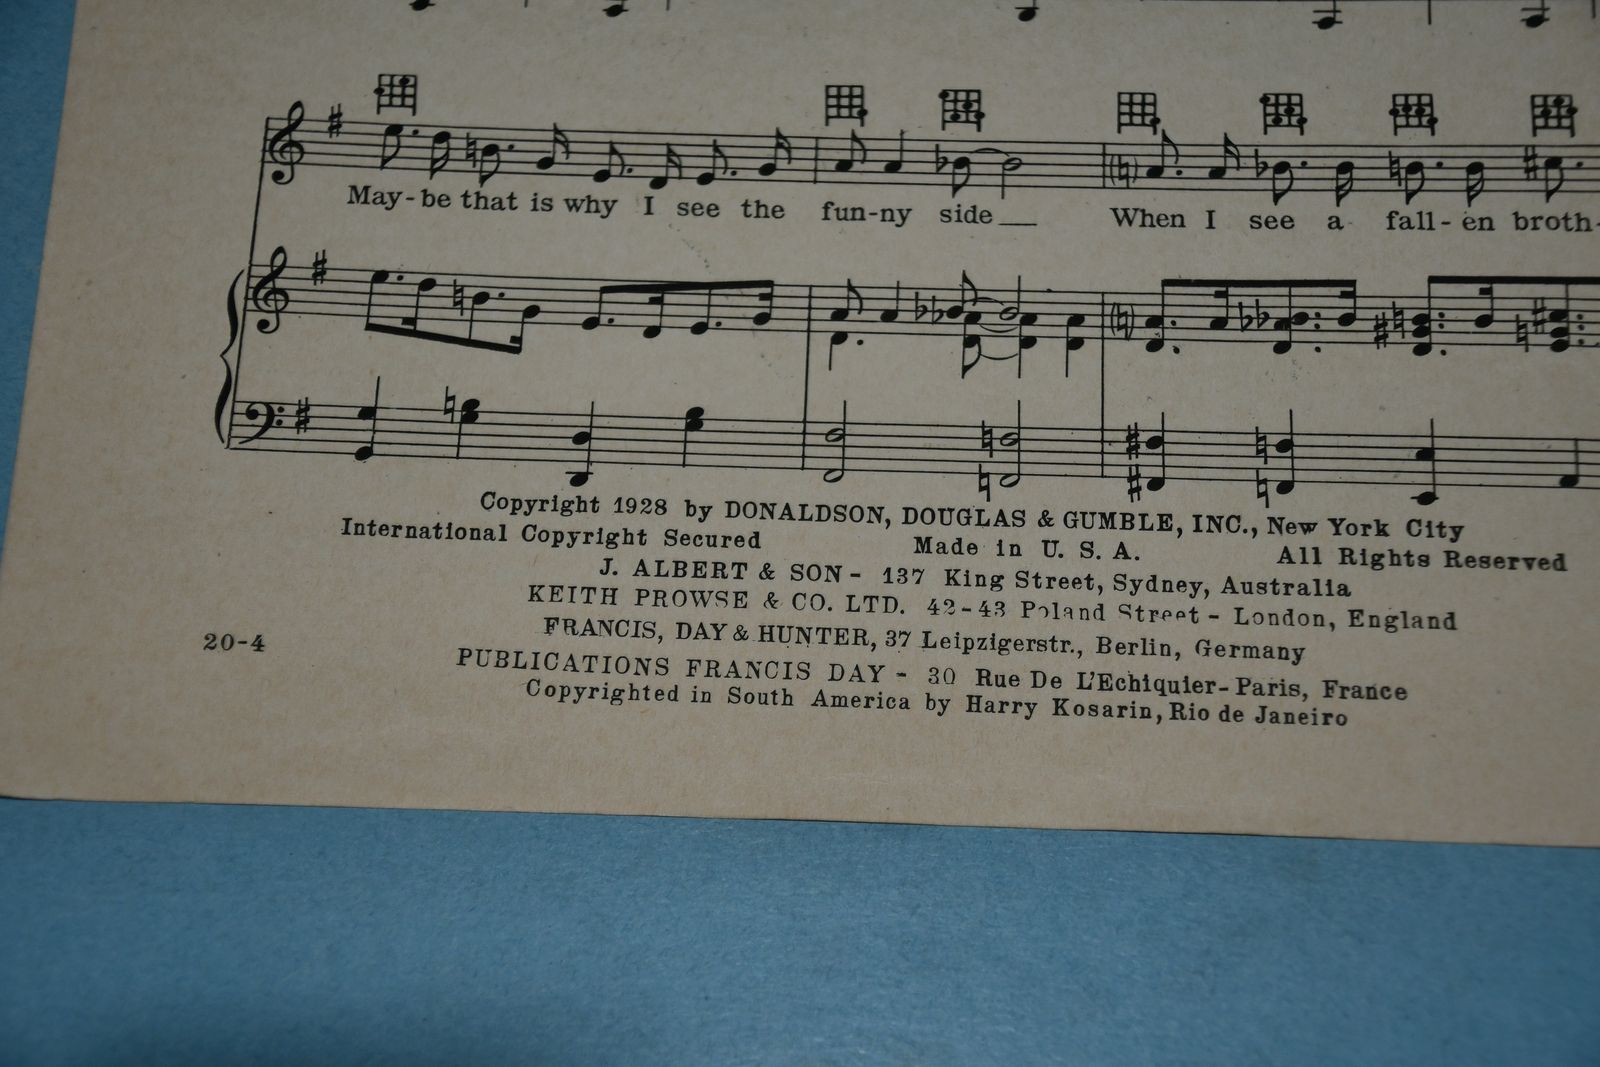 May-be that is why I see the fun-ny side When I see a fall-en broth-
Copyright 1928 by DONALDSON, DOUGLAS & GUMBLE, INC., New York City
International Copyright Secured Made in U. S. A. All Rights Reserved
J. ALBERT & SON - 137 King Street, Sydney, Australia
KEITH PROWSE & CO. LTD. 42-43 Poland Street - London, England
FRANCIS, DAY & HUNTER, 37 Leipzigerstr., Berlin, Germany
20-4
PUBLICATIONS FRANCIS DAY - 30 Rue De L'Echiquier-Paris, France
Copyrighted in South America by Harry Kosarin, Rio de Janeiro